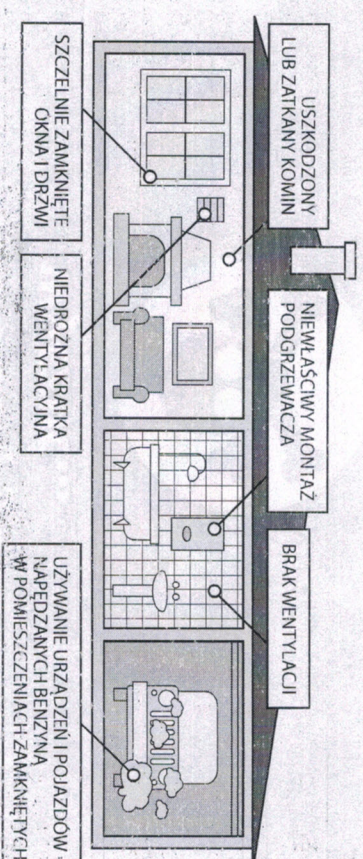 USZKODZONY
LUB ZATKANY KOMIN
NIEWŁAŚCIWY MONTAŻ
PODGRZEWACZA
BRAK WENTYLACJI
SZCZELNIE ZAMKNIĘTE
OKNA I DRZWI
NIEDROŻNA KRATKA
WENTYLACYJNA
UŻYWANIE URZĄDZEŃ I POJAZDÓW
NAPĘDZANYCH BENZYNĄ
W POMIESZCZENIACH ZAMKNIĘTYCH